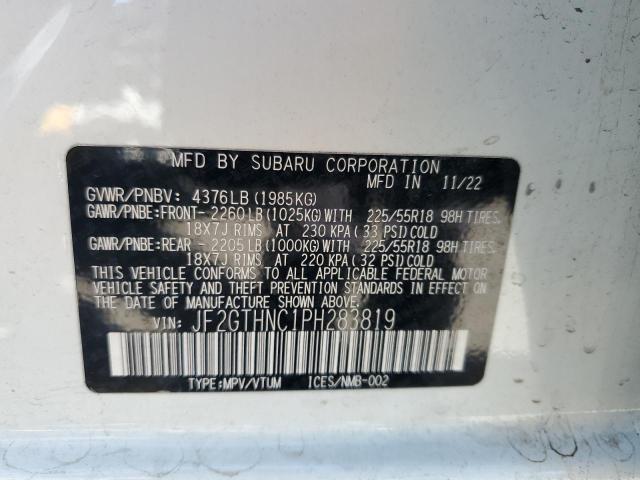 MFD BY SUBARU CORPORATION
MFD IN 11/22
GVWR/PNBV: 4376LB(1985KG)
GAWR/PNBE:FRONT-2260LB(1025KG)WITH 225/55R18 98H TIRES.
18X7J RIMS AT 230 KPA(33 PSI)COLD
GAWR/PNBE:REAR -2205LB(1000KG)WITH 225/55R18 98H TIRES.
18X7J RIMS AT 220 KPA(32 PSI)COLD
THIS VEHICLE CONFORMS TO ALL APPLICABLE FEDERAL MOTOR
VEHICLE SAFETY AND THEFT PREVENTION STANDARDS IN EFFECT
ON THE DATE OF MANUFACTURE SHOWN ABOVE.
VIN: JF2GTHNC1PH283819
TYPE:MPV/VTUM ICES/NMB-002